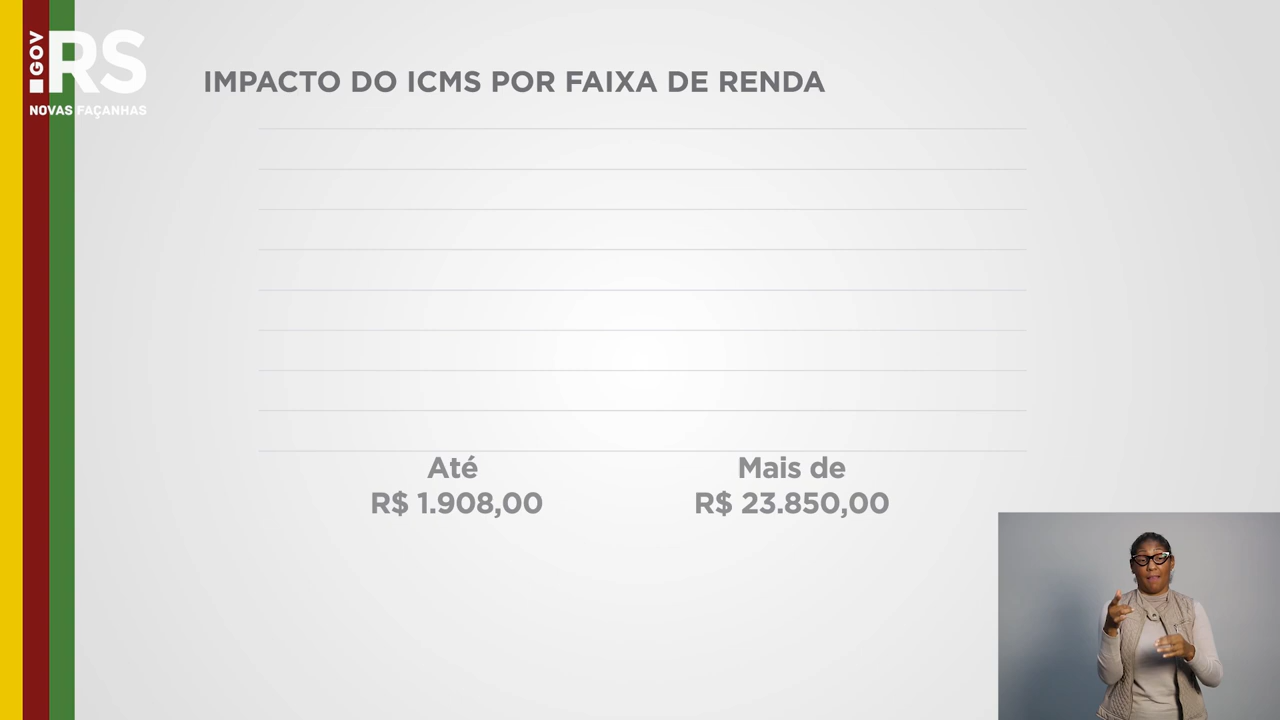 .GOV
RS
NOVAS FAÇANHAS
IMPACTO DO ICMS POR FAIXA DE RENDA
Até
R$ 1.908,00
Mais de
R$ 23.850,00